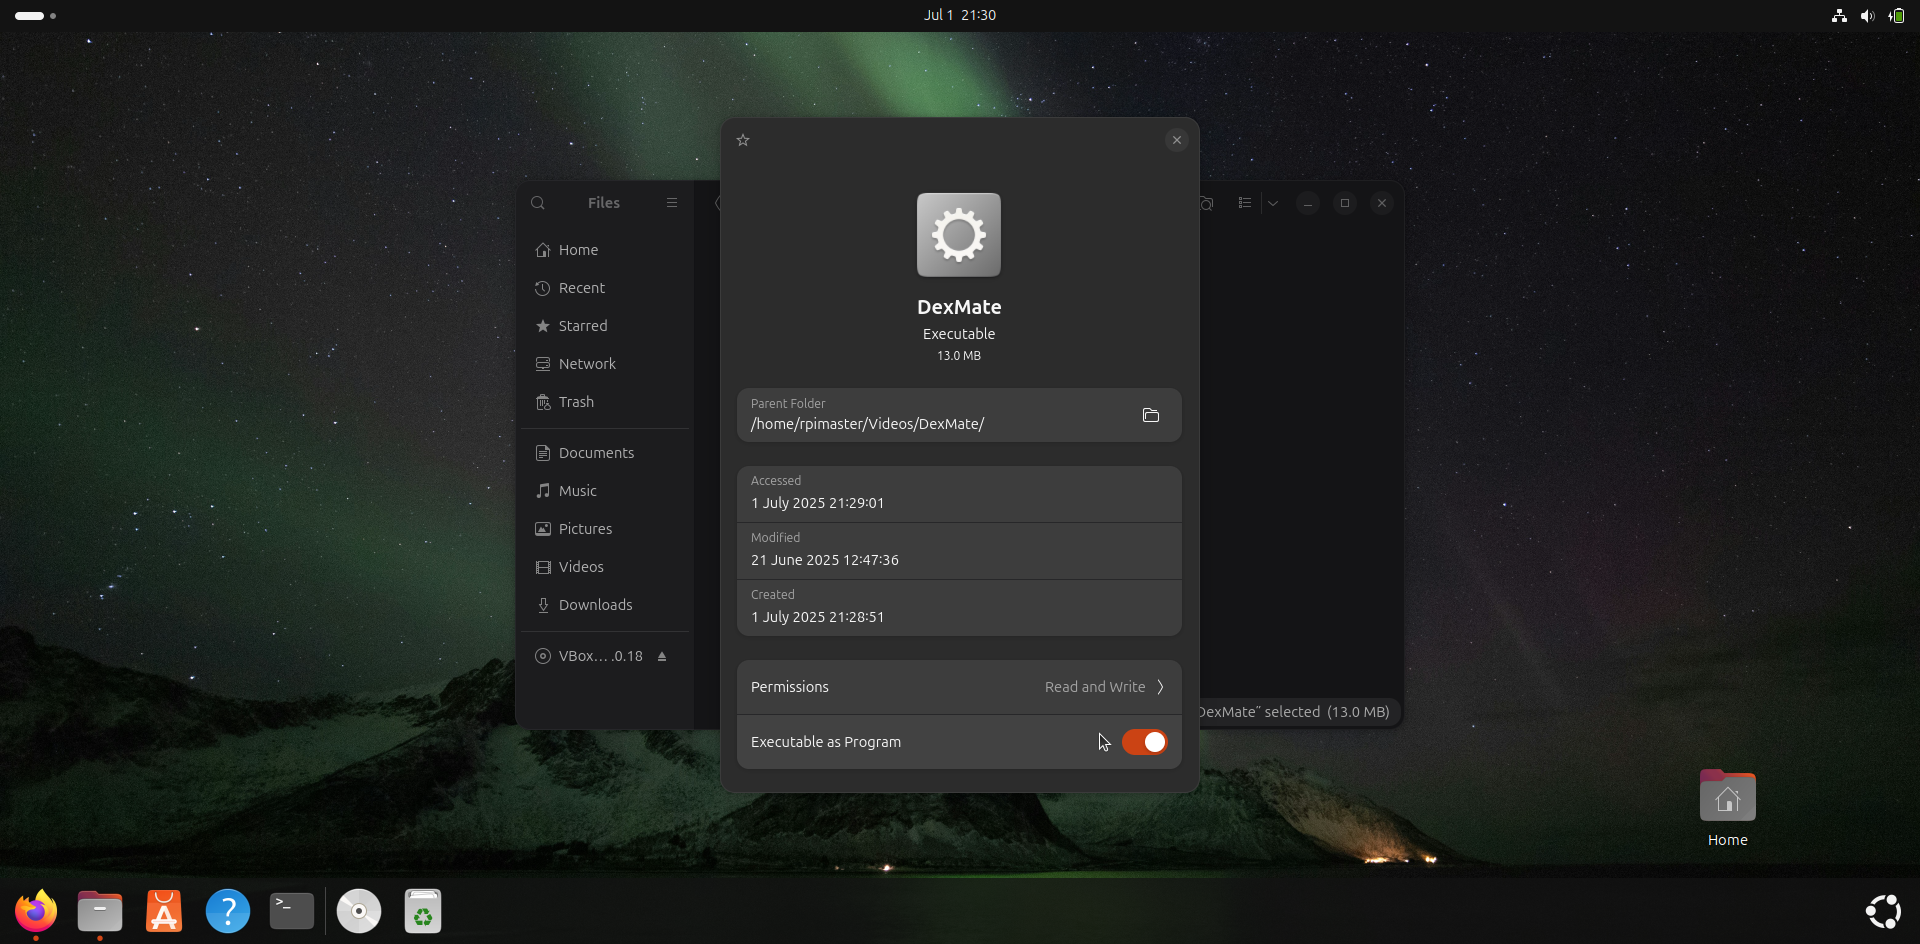 Jul 1 21:30
Files
Home
Recent
Starred
Network
Trash
Documents
Music
Pictures
Videos
Downloads
VBox… .0.18
DexMate
Executable
13.0 MB
Parent Folder
/home/rpimaster/Videos/DexMate/
Accessed
1 July 2025 21:29:01
Modified
21 June 2025 12:47:36
Created
1 July 2025 21:28:51
Permissions
Read and Write
Executable as Program
DexMate” selected (13.0 MB)
Home
>_
?